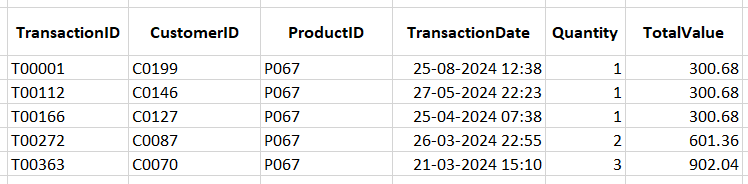 TransactionID CustomerID ProductID TransactionDate Quantity TotalValue
T00001 C0199 P067 25-08-2024 12:38 1 300.68
T00112 C0146 P067 27-05-2024 22:23 1 300.68
T00166 C0127 P067 25-04-2024 07:38 1 300.68
T00272 C0087 P067 26-03-2024 22:55 2 601.36
T00363 C0070 P067 21-03-2024 15:10 3 902.04